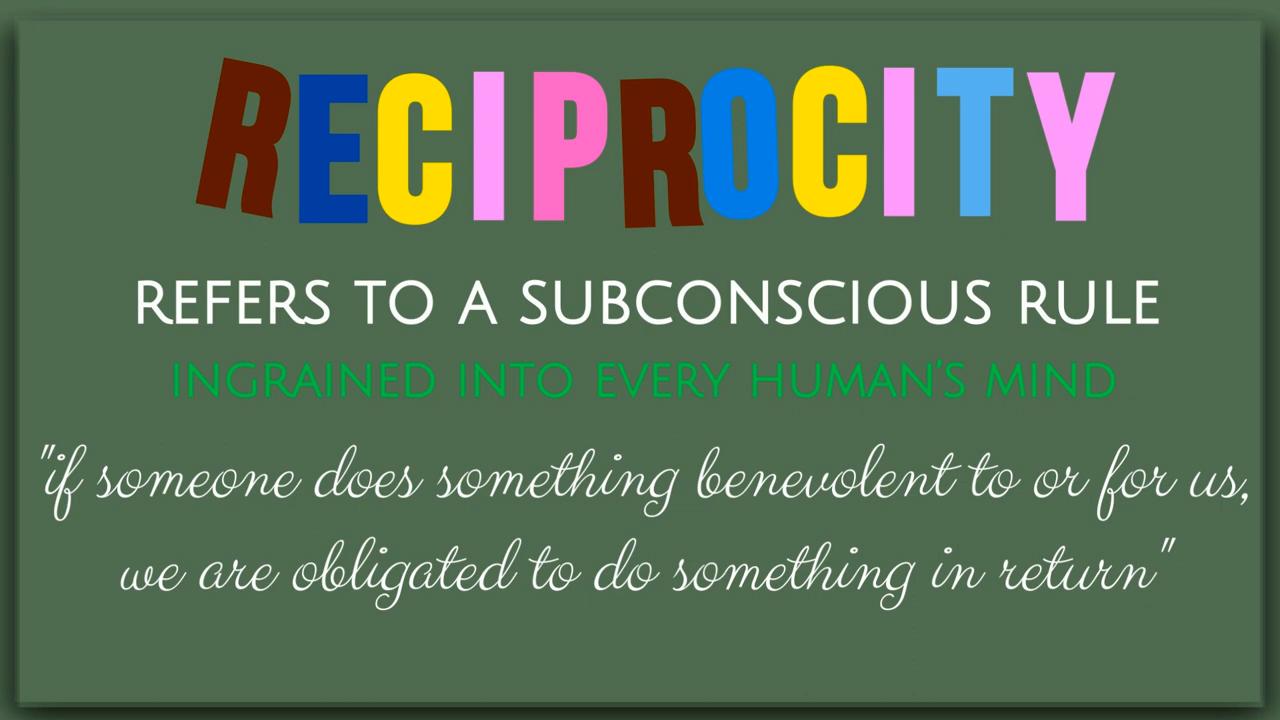 RECIPROCITY
REFERS TO A SUBCONSCIOUS RULE
INGRAINED INTO EVERY HUMAN'S MIND
"if someone does something benevolent to or for us,
we are obligated to do something in return"